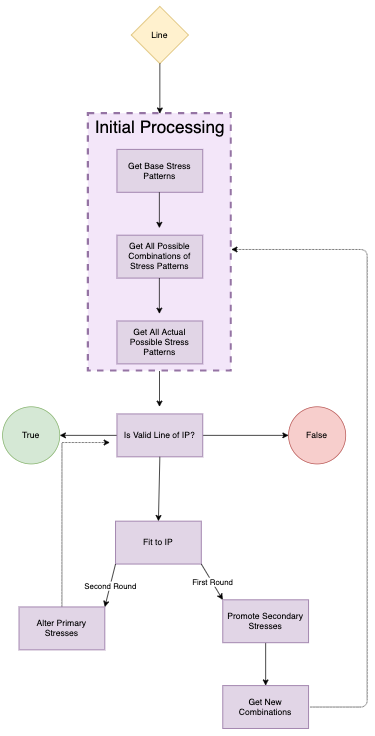 Line
Initial Processing
Get Base Stress
Patterns
Get All Possible
Combinations of
Stress Patterns
Get All Actual
Possible Stress
Patterns
True
Is Valid Line of IP?
False
Fit to IP
Second Round
First Round
Alter Primary
Stresses
Promote Secondary
Stresses
Get New
Combinations